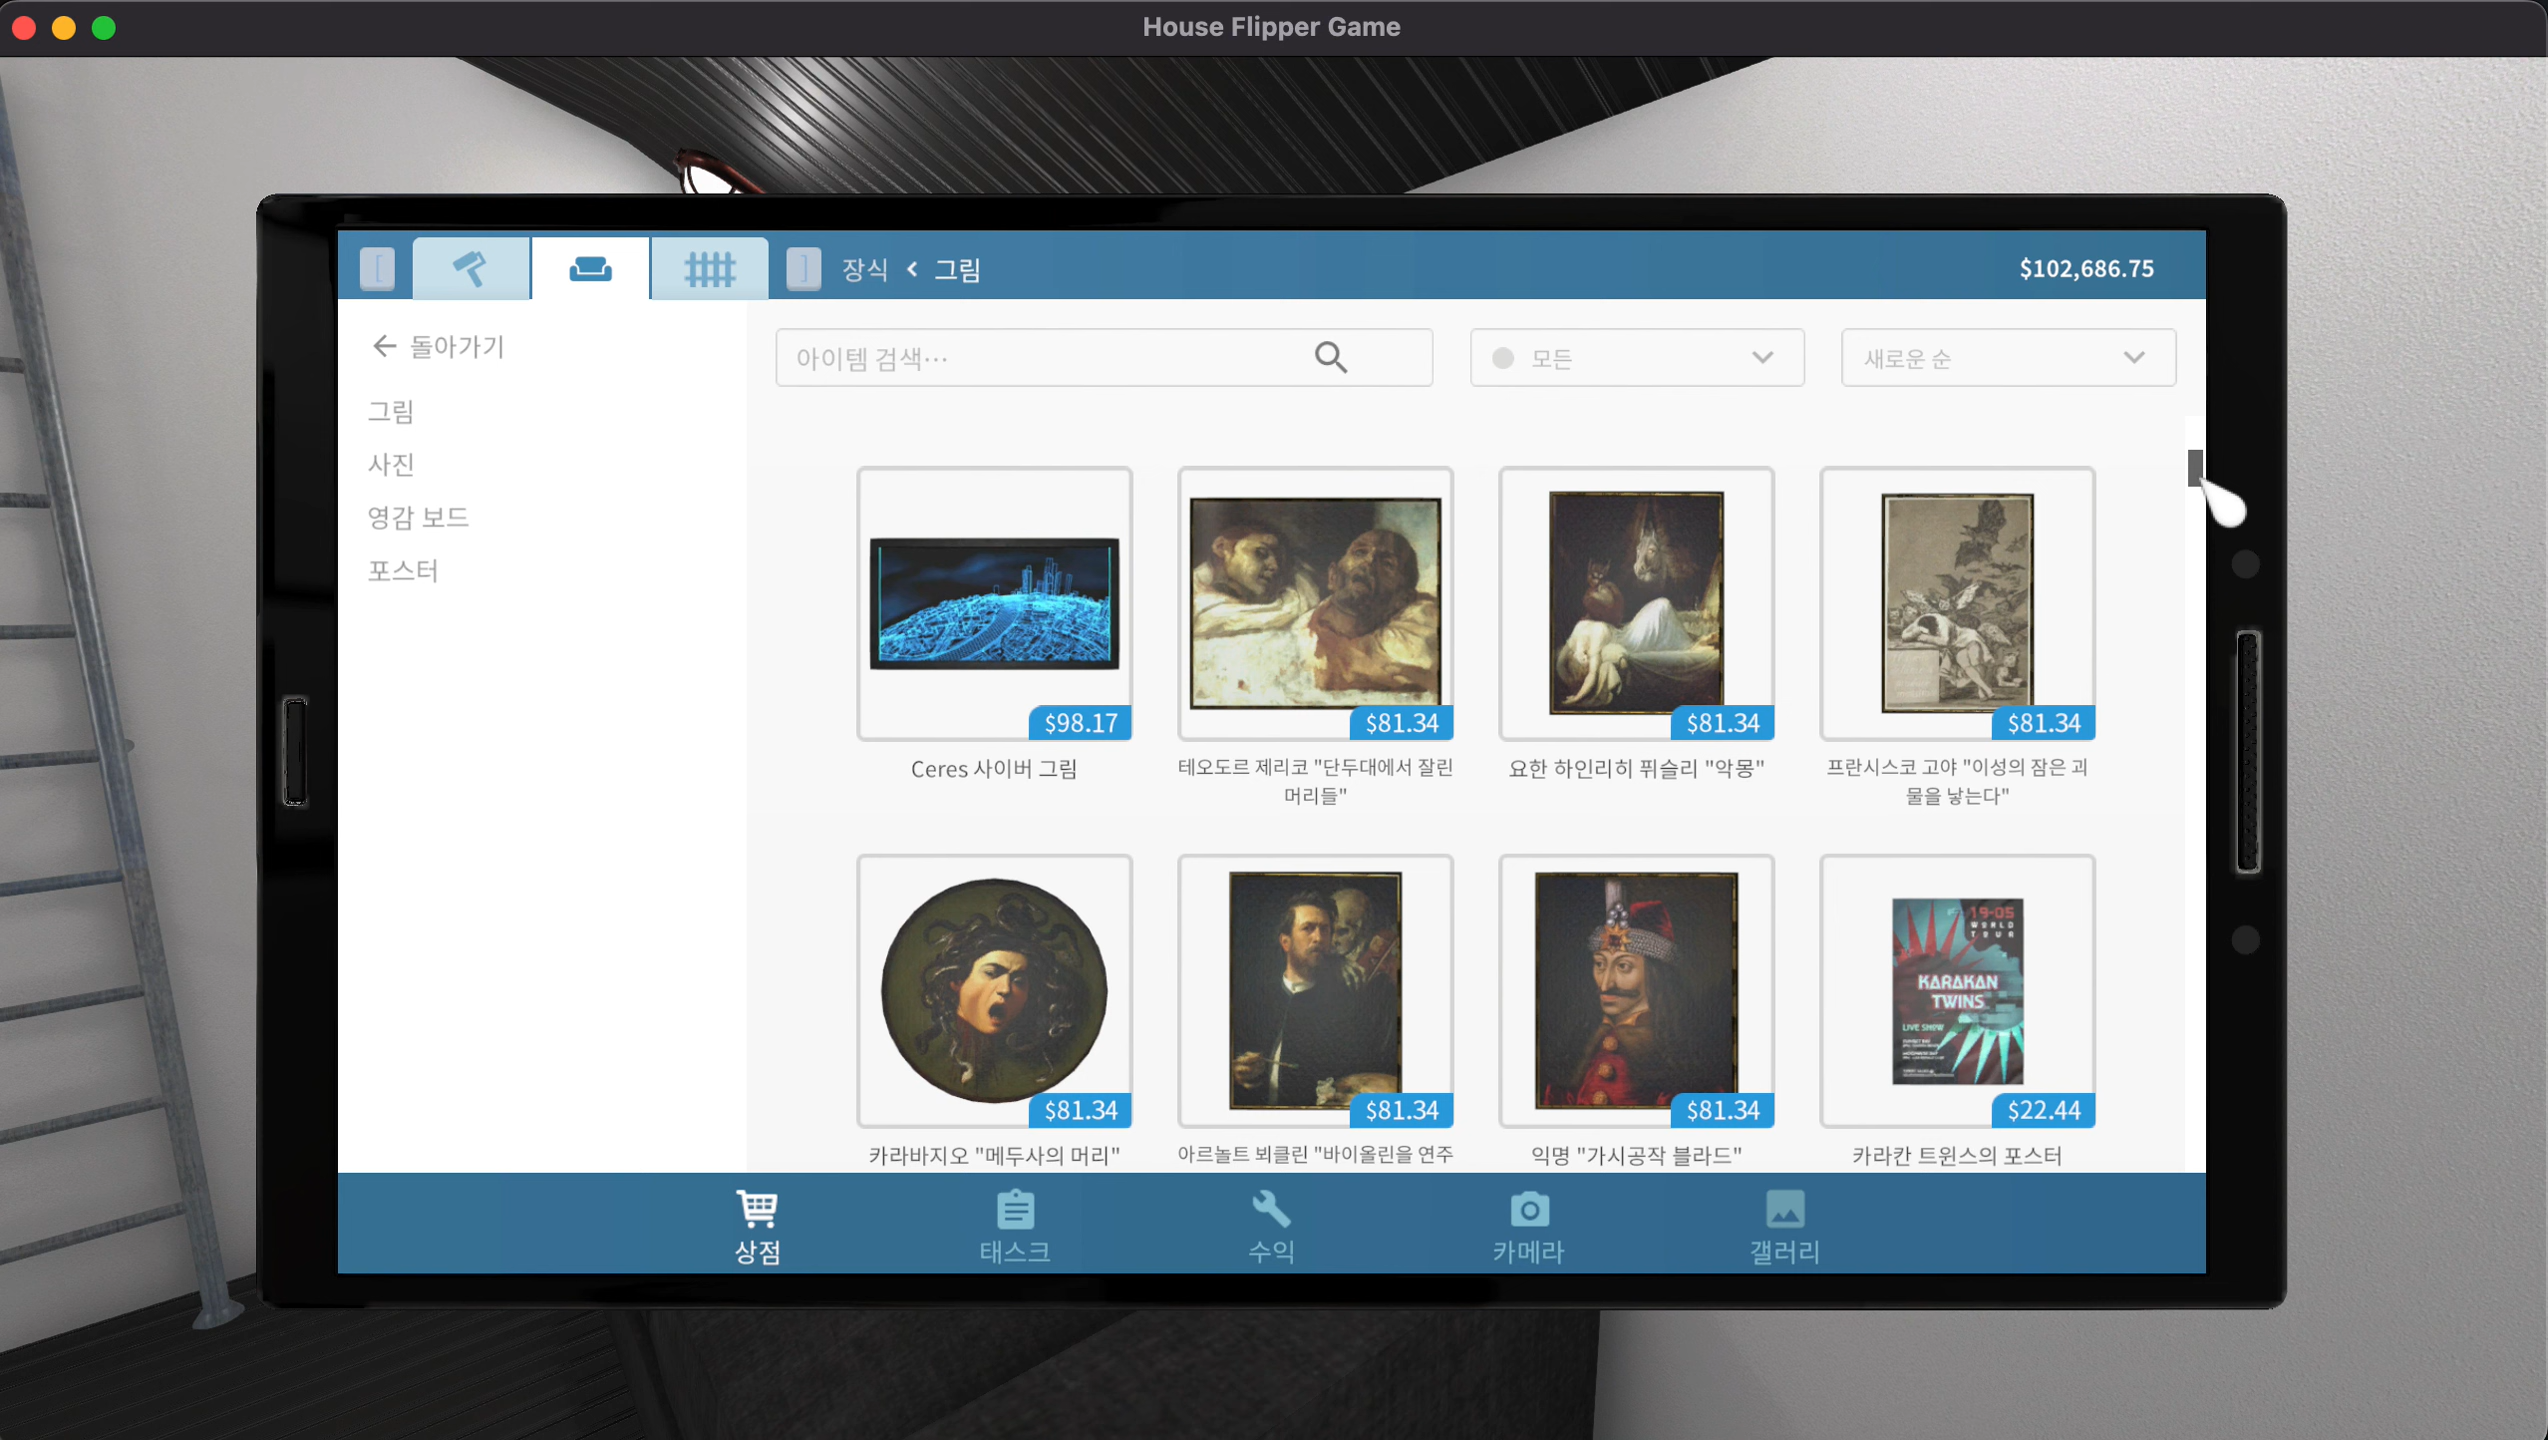 House Flipper Game
[
]
장식 < 그림
$102,686.75
돌아가기
아이템 검색…
모든
새로운 순
그림
사진
영감 보드
포스터
$98.17
$81.34
$81.34
$81.34
Ceres 사이버 그림
테오도르 제리코 "단두대에서 잘린
머리들"
요한 하인리히 퓌슬리 "악몽"
프란시스코 고야 "이성의 잠은 괴
물을 낳는다"
19-05
WORLD
TOUR
KARAKAN
TWINS
LIVE SHOW
$81.34
$81.34
$81.34
$22.44
카라바지오 "메두사의 머리"
아르놀트 뵈클린 "바이올린을 연주
익명 "가시공작 블라드"
카라칸 트윈스의 포스터
상점
태스크
수익
카메라
갤러리